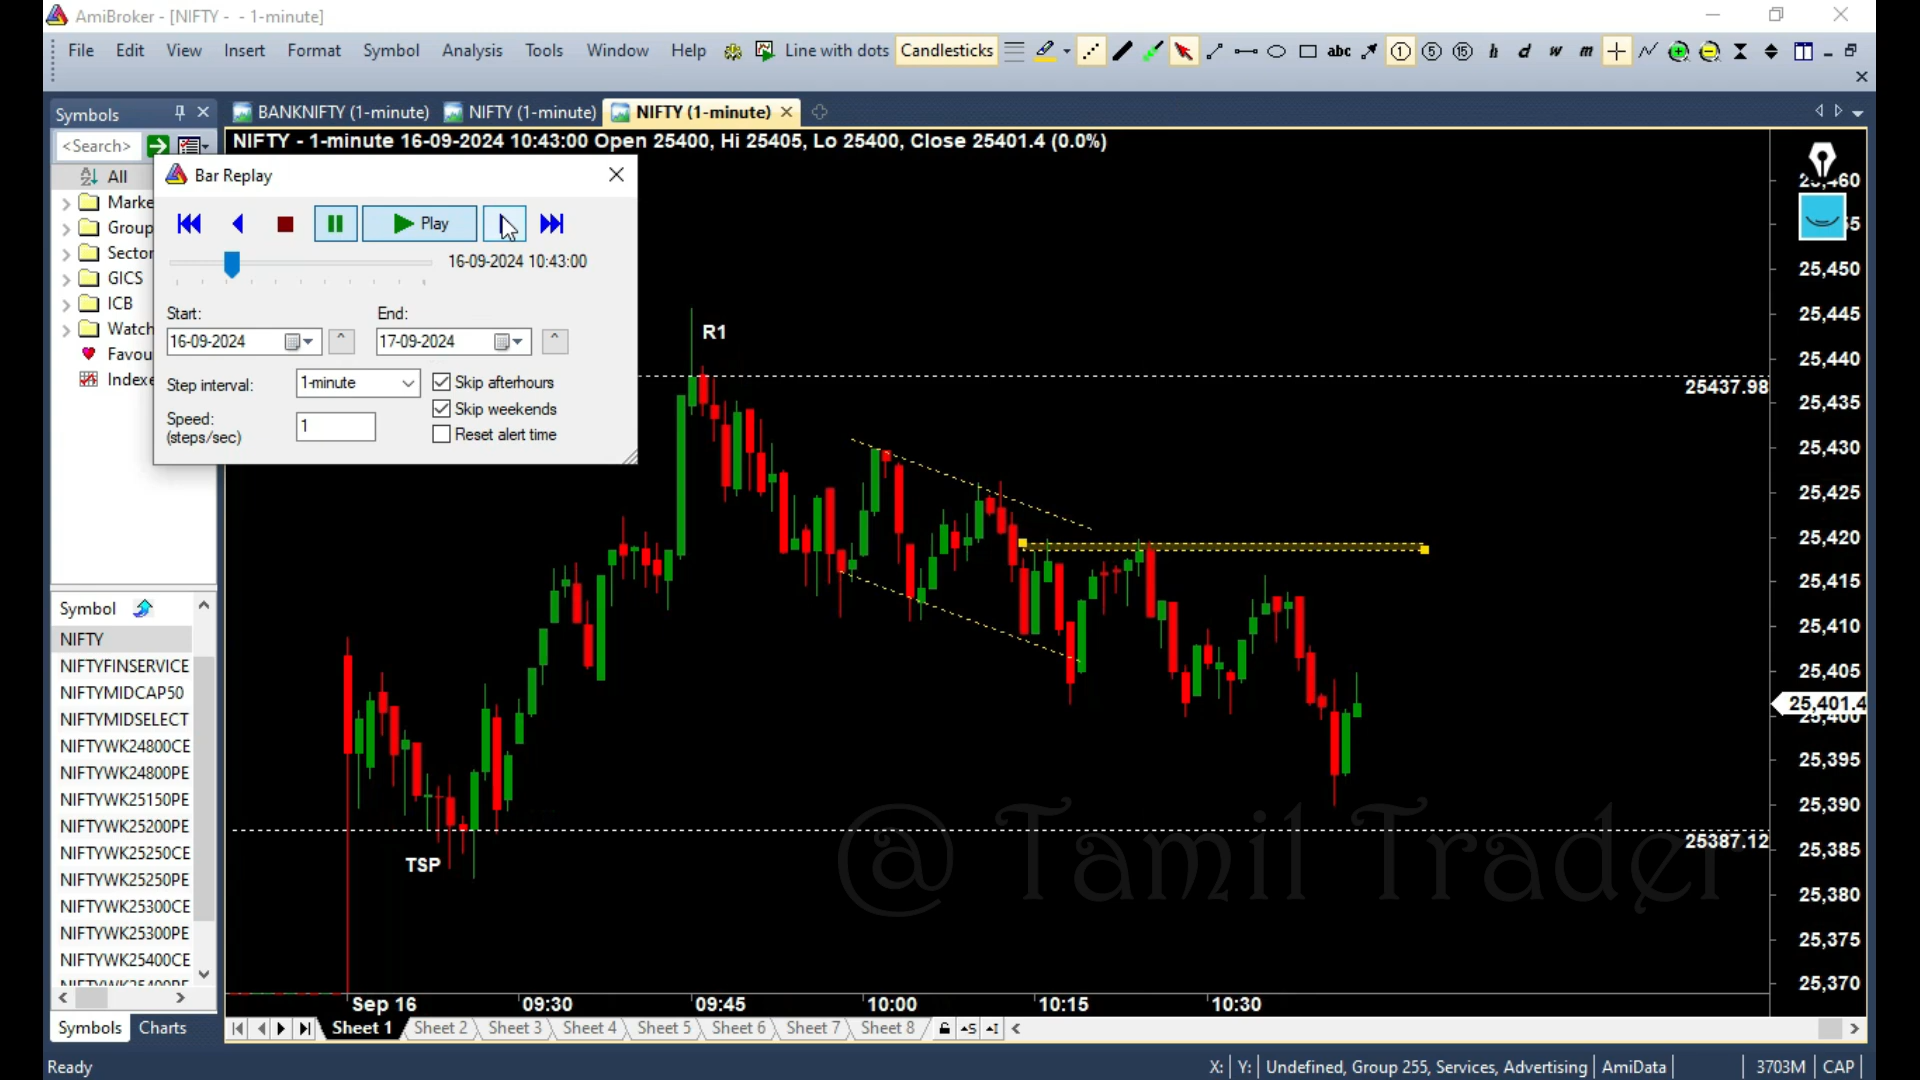 AmiBroker - [NIFTY -  - 1-minute]
File Edit View Insert Format Symbol Analysis Tools Window Help Line with dots Candlesticks abc 1 5 15 h d w m
Symbols
BANKNIFTY (1-minute) NIFTY (1-minute) NIFTY (1-minute)
<Search>
NIFTY - 1-minute 16-09-2024 10:43:00 Open 25400, Hi 25405, Lo 25400, Close 25401.4 (0.0%)
All
Marke
Group
Sector
GICS
ICB
Watch
Favou
Indexe
Bar Replay
Play
16-09-2024 10:43:00
Start: End:
16-09-2024 17-09-2024
Step interval: 1-minute Skip afterhours
Skip weekends
Speed:
(steps/sec) 1
Reset alert time
R1
25437.98
TSP
25387.12
@ Tamil Trader
25,450
25,445
25,440
25,435
25,430
25,425
25,420
25,415
25,410
25,405
25,401.4
25,400
25,395
25,390
25,385
25,380
25,375
25,370
Symbol
NIFTY
NIFTYFINSERVICE
NIFTYMIDCAP50
NIFTYMIDSELECT
NIFTYWK24800CE
NIFTYWK24800PE
NIFTYWK25150PE
NIFTYWK25200PE
NIFTYWK25250CE
NIFTYWK25250PE
NIFTYWK25300CE
NIFTYWK25300PE
NIFTYWK25400CE
Sep 16 09:30 09:45 10:00 10:15 10:30
Symbols Charts
Sheet 1 Sheet 2 Sheet 3 Sheet 4 Sheet 5 Sheet 6 Sheet 7 Sheet 8
Ready X: Y: Undefined, Group 255, Services, Advertising AmiData 3703M CAP